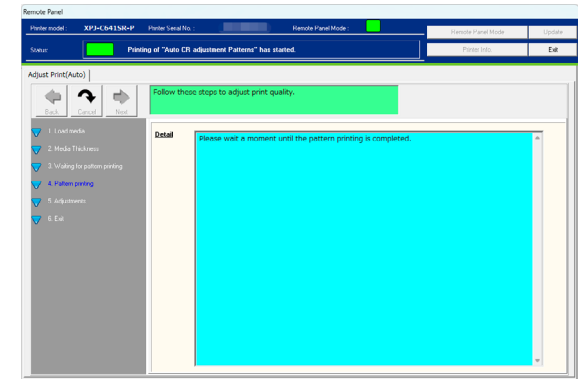 Remote Panel
Printer model : XPJ-C641SR-P Printer Serial No. : Remote Panel Mode : Remote Panel Mode Update
Status: Printing of "Auto CR adjustment Patterns" has started. Printer Info. Exit
Adjust Print(Auto)
Back Cancel Next
Follow these steps to adjust print quality.
1. Load media
2. Media Thickness
3. Waiting for pattern printing
4. Pattern printing
5. Adjustments
6. Exit
Detail
Please wait a moment until the pattern printing is completed.